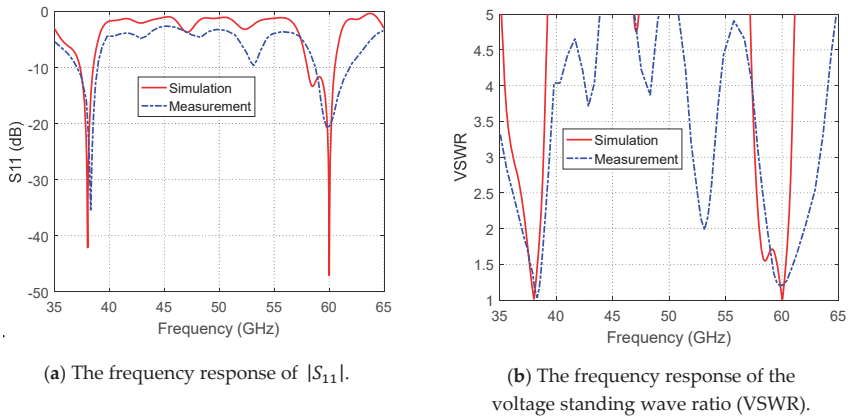 0
-10
-20
-30
-40
-50
S11 (dB)
Simulation
Measurement
35 40 45 50 55 60 65
Frequency (GHz)
(a) The frequency response of |S11|.
5
4.5
4
3.5
3
2.5
2
1.5
1
VSWR
Simulation
Measurement
35 40 45 50 55 60 65
Frequency (GHz)
(b) The frequency response of the
voltage standing wave ratio (VSWR).
.